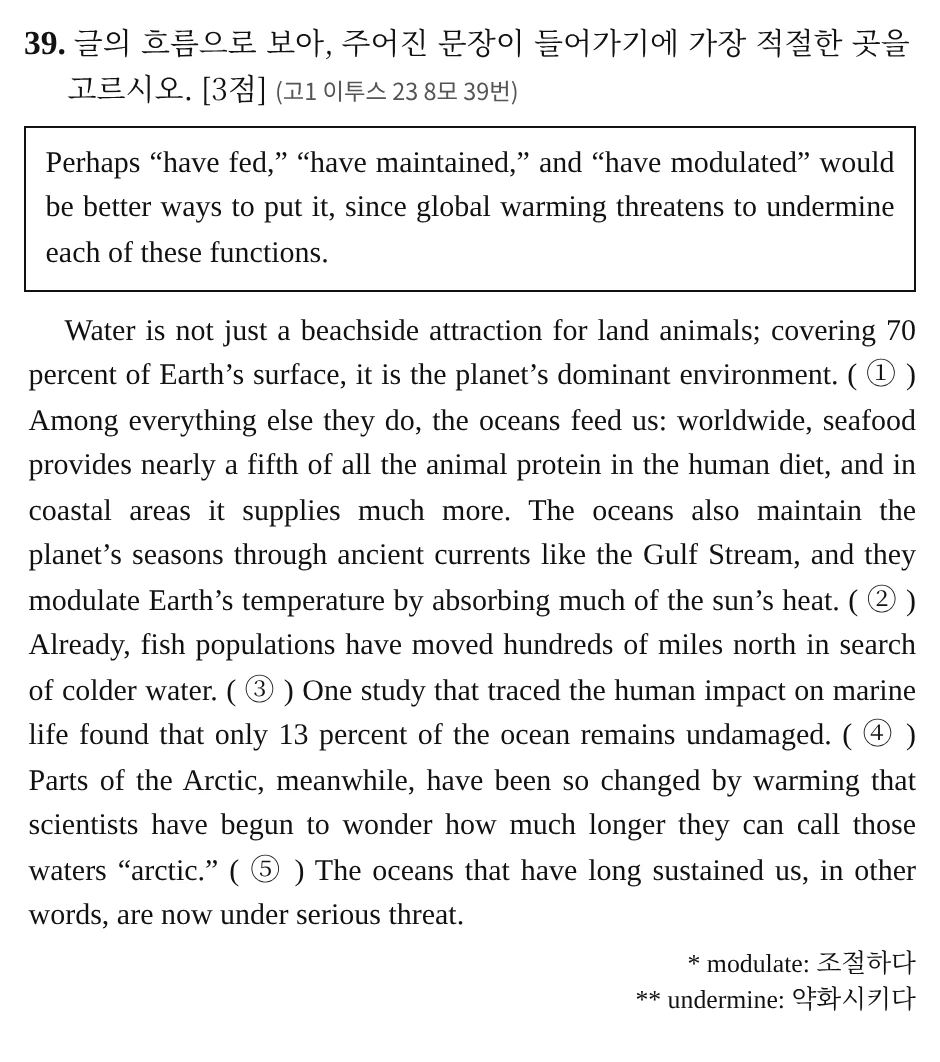 39. 글의 흐름으로 보아, 주어진 문장이 들어가기에 가장 적절한 곳을
고르시오. [3점] (고1 이투스 23 8모 39번)
Perhaps “have fed,” “have maintained,” and “have modulated” would
be better ways to put it, since global warming threatens to undermine
each of these functions.
Water is not just a beachside attraction for land animals; covering 70
percent of Earth’s surface, it is the planet’s dominant environment. ( ① )
Among everything else they do, the oceans feed us: worldwide, seafood
provides nearly a fifth of all the animal protein in the human diet, and in
coastal areas it supplies much more. The oceans also maintain the
planet’s seasons through ancient currents like the Gulf Stream, and they
modulate Earth’s temperature by absorbing much of the sun’s heat. ( ② )
Already, fish populations have moved hundreds of miles north in search
of colder water. ( ③ ) One study that traced the human impact on marine
life found that only 13 percent of the ocean remains undamaged. ( ④ )
Parts of the Arctic, meanwhile, have been so changed by warming that
scientists have begun to wonder how much longer they can call those
waters “arctic.” ( ⑤ ) The oceans that have long sustained us, in other
words, are now under serious threat.
* modulate: 조절하다
** undermine: 약화시키다